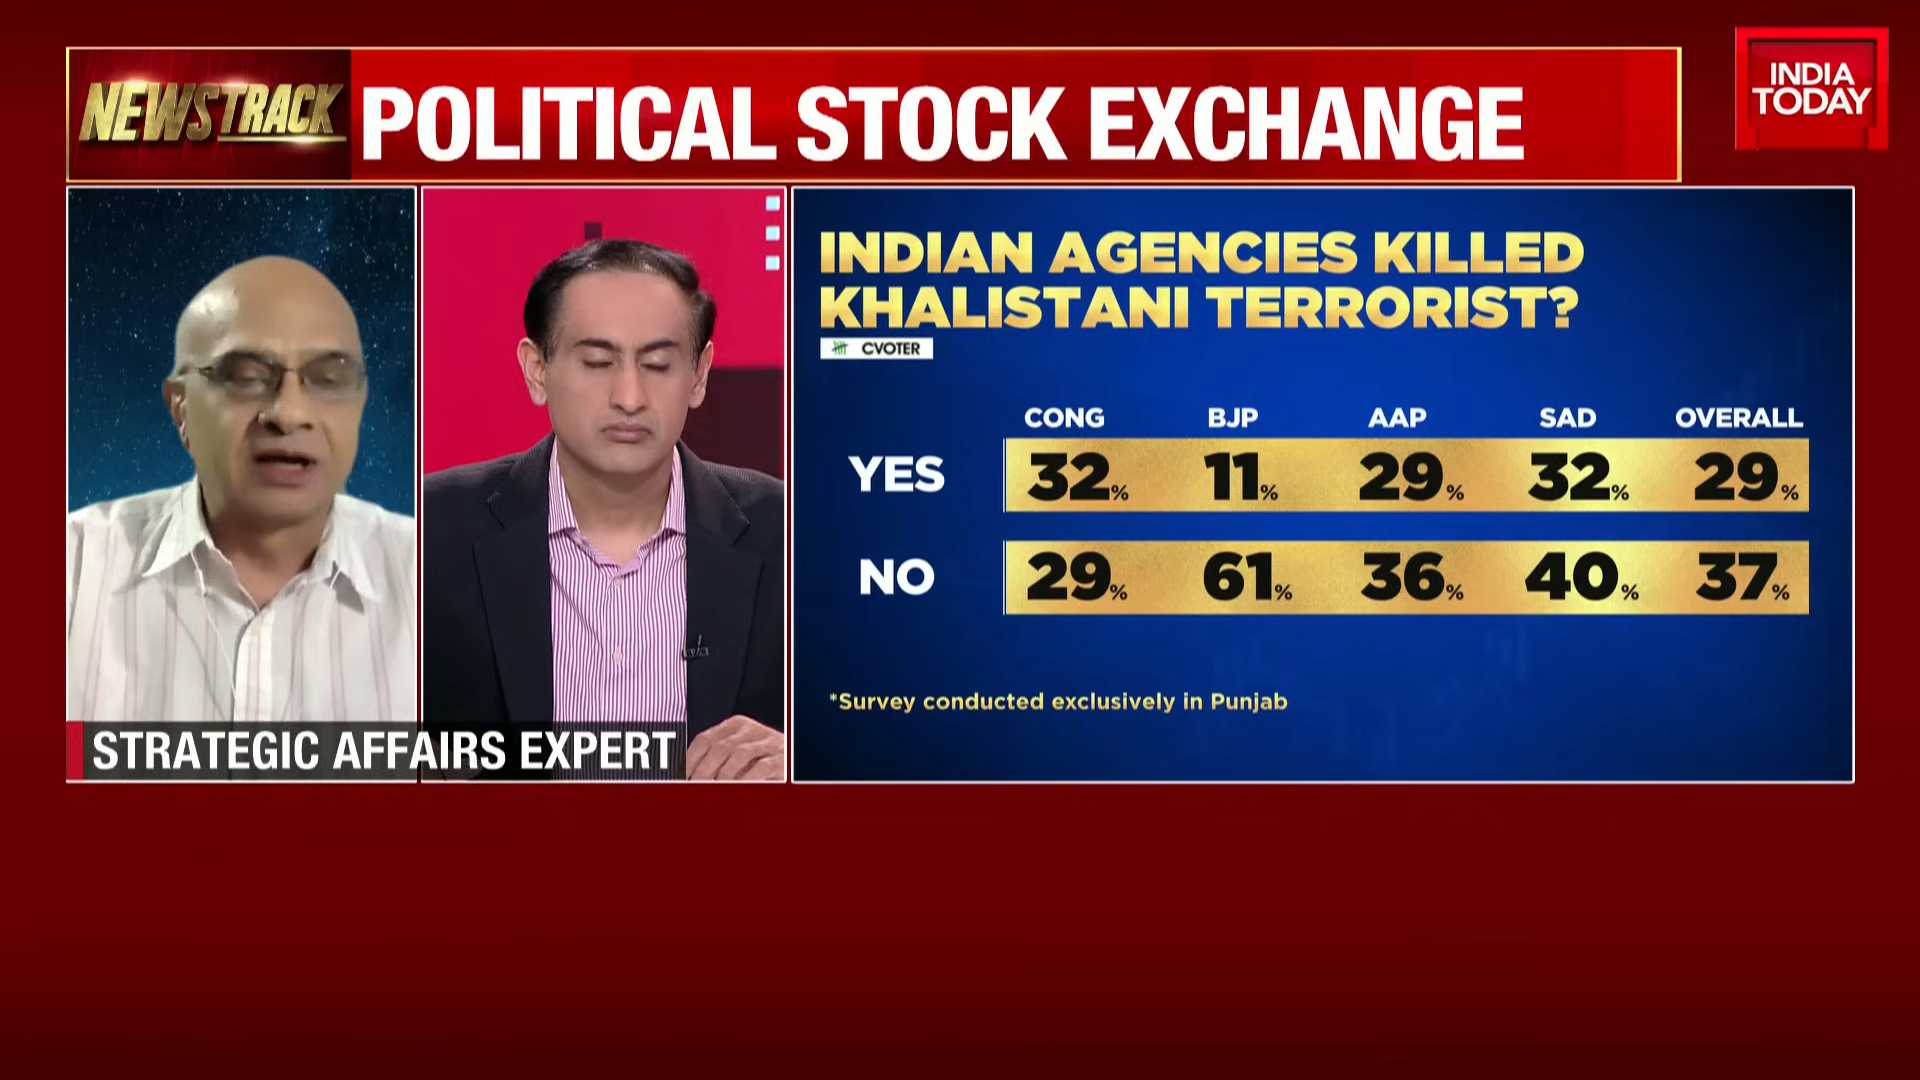 NEWSTRACK
POLITICAL STOCK EXCHANGE
INDIA
TODAY
INDIAN AGENCIES KILLED
KHALISTANI TERRORIST?
CVOTER
CONG BJP AAP SAD OVERALL
YES 32% 11% 29% 32% 29%
NO 29% 61% 36% 40% 37%
*Survey conducted exclusively in Punjab
STRATEGIC AFFAIRS EXPERT